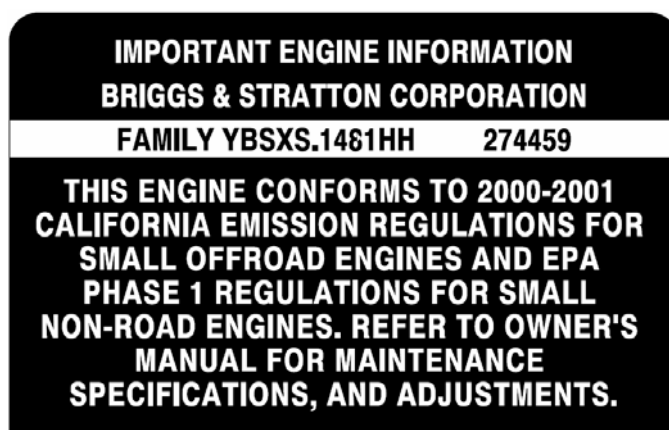 IMPORTANT ENGINE INFORMATION
BRIGGS & STRATTON CORPORATION
FAMILY YBSXS.1481HH 274459
THIS ENGINE CONFORMS TO 2000-2001
CALIFORNIA EMISSION REGULATIONS FOR
SMALL OFFROAD ENGINES AND EPA
PHASE 1 REGULATIONS FOR SMALL
NON-ROAD ENGINES. REFER TO OWNER'S
MANUAL FOR MAINTENANCE
SPECIFICATIONS, AND ADJUSTMENTS.